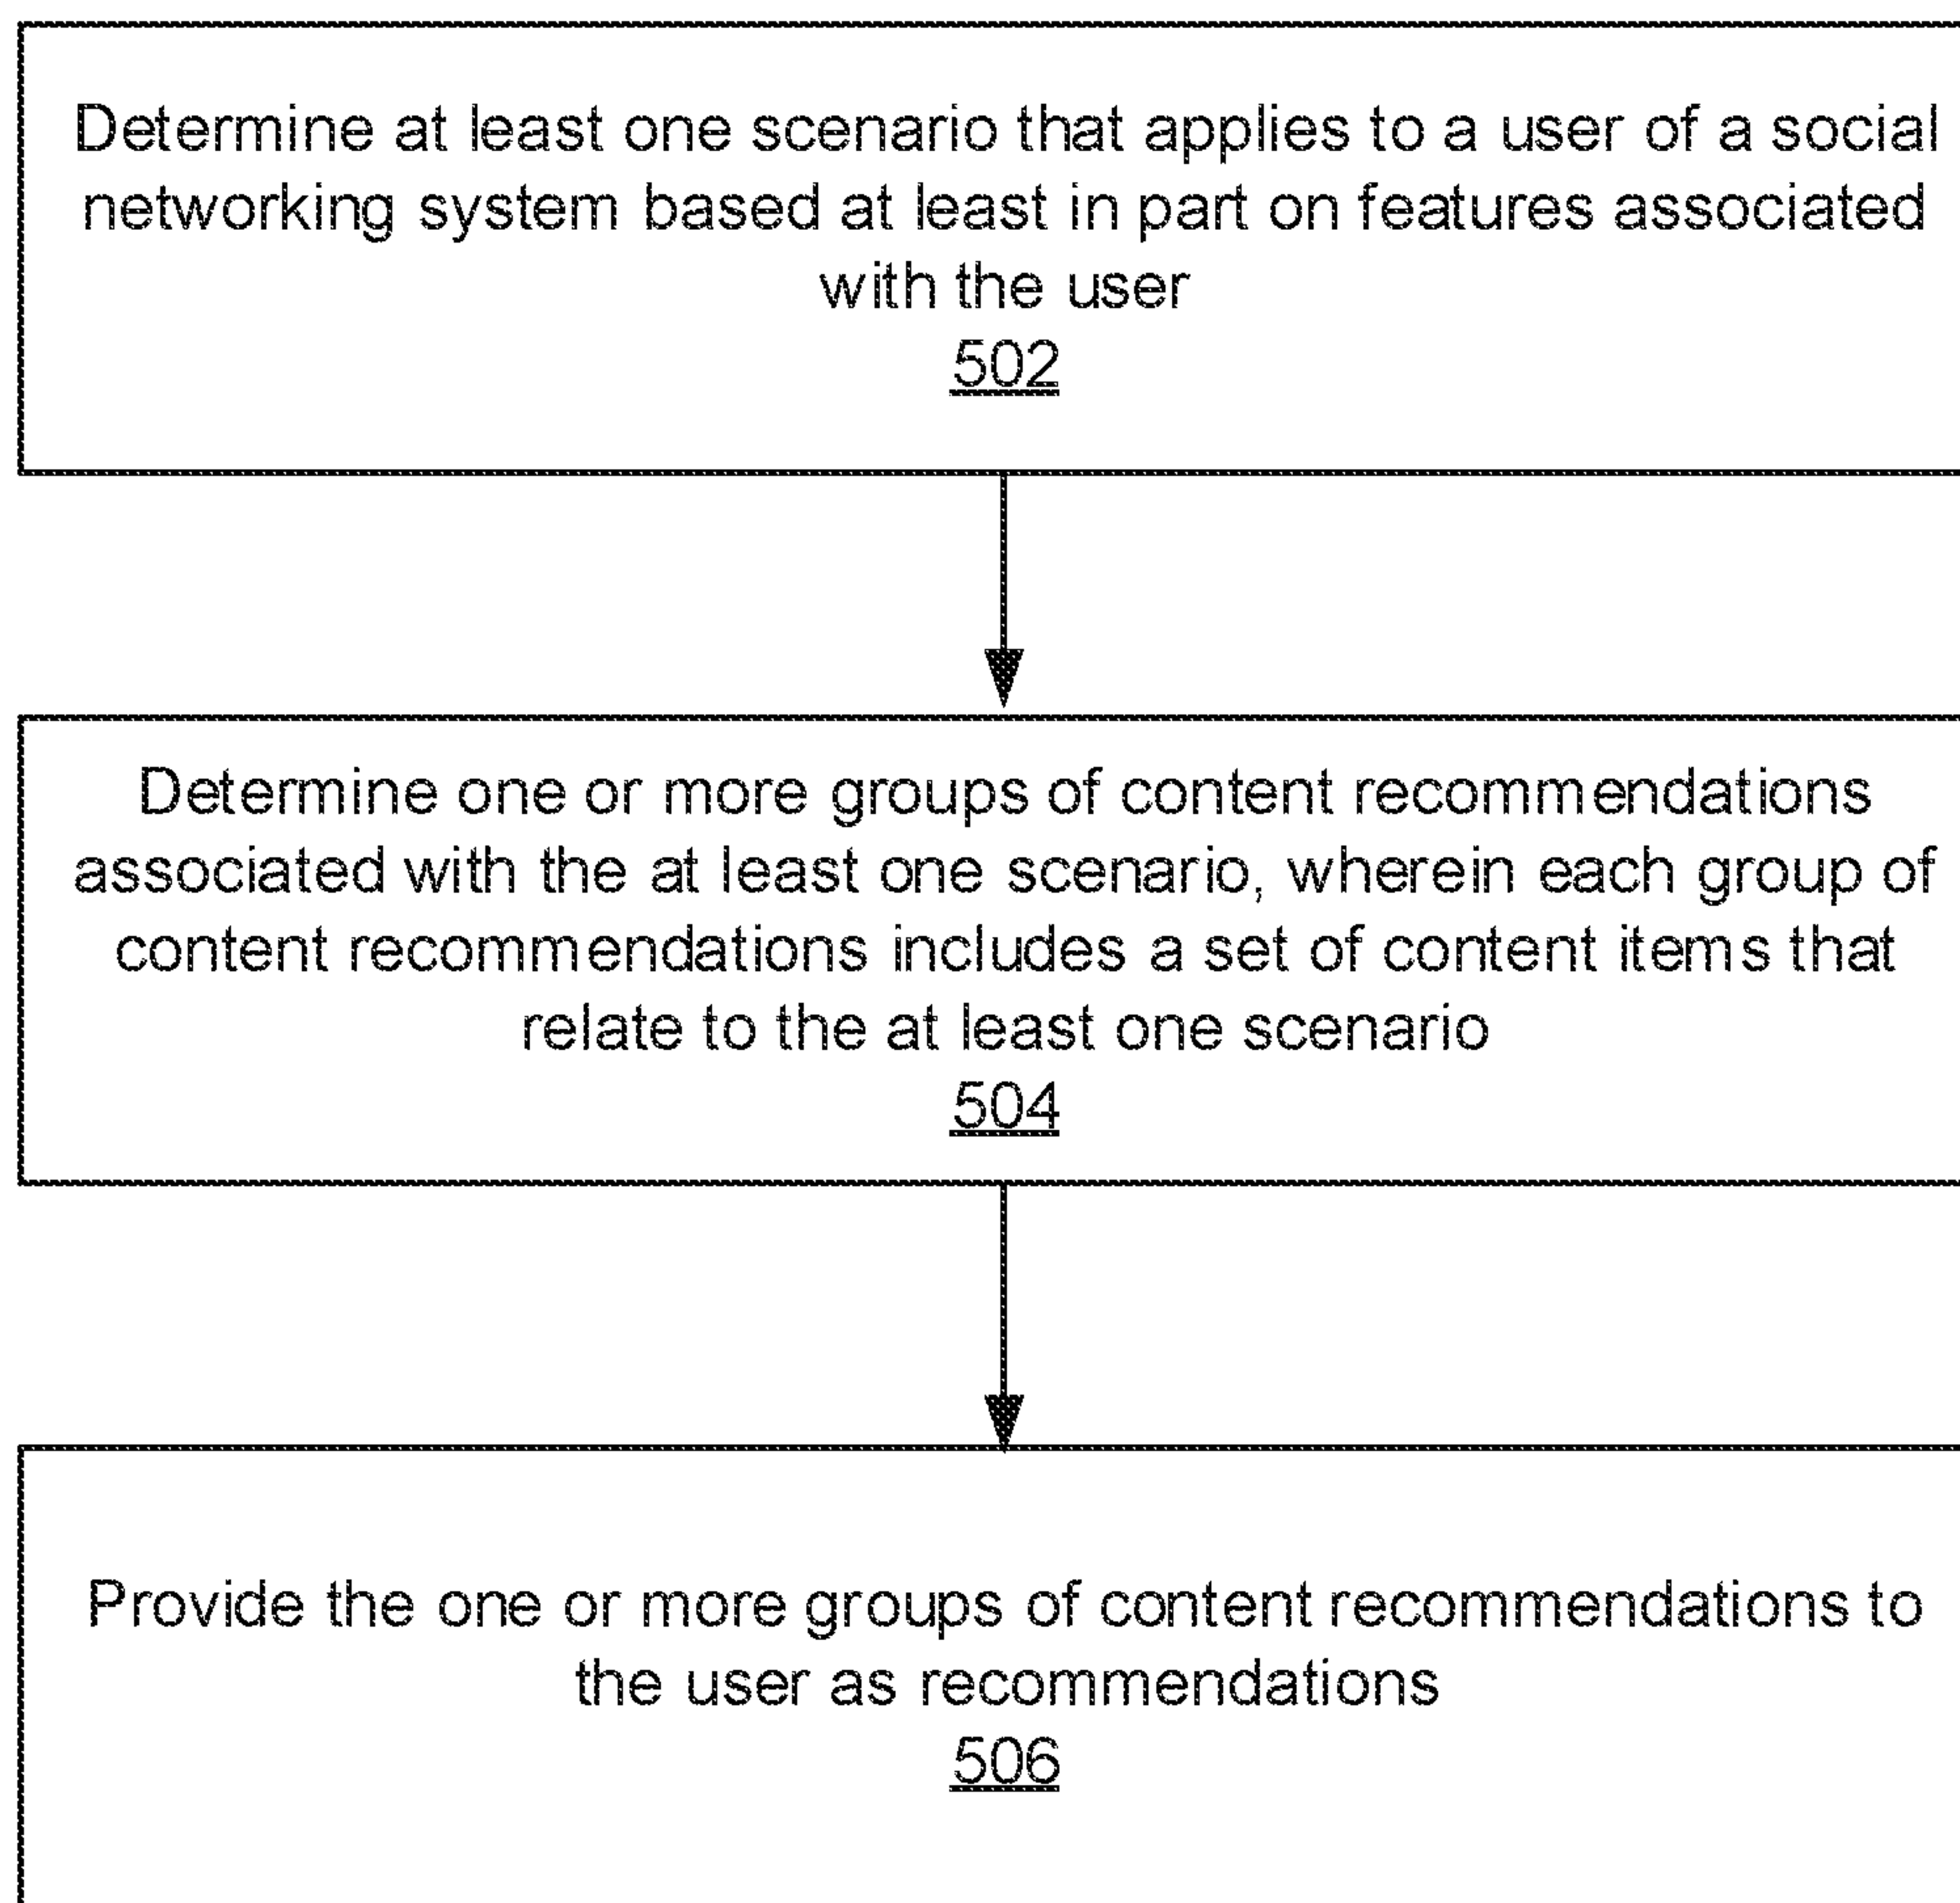 Determine at least one scenario that applies to a user of a social
networking system based at least in part on features associated
with the user
502
Determine one or more groups of content recommendations
associated with the at least one scenario, wherein each group of
content recommendations includes a set of content items that
relate to the at least one scenario
504
Provide the one or more groups of content recommendations to
the user as recommendations
506